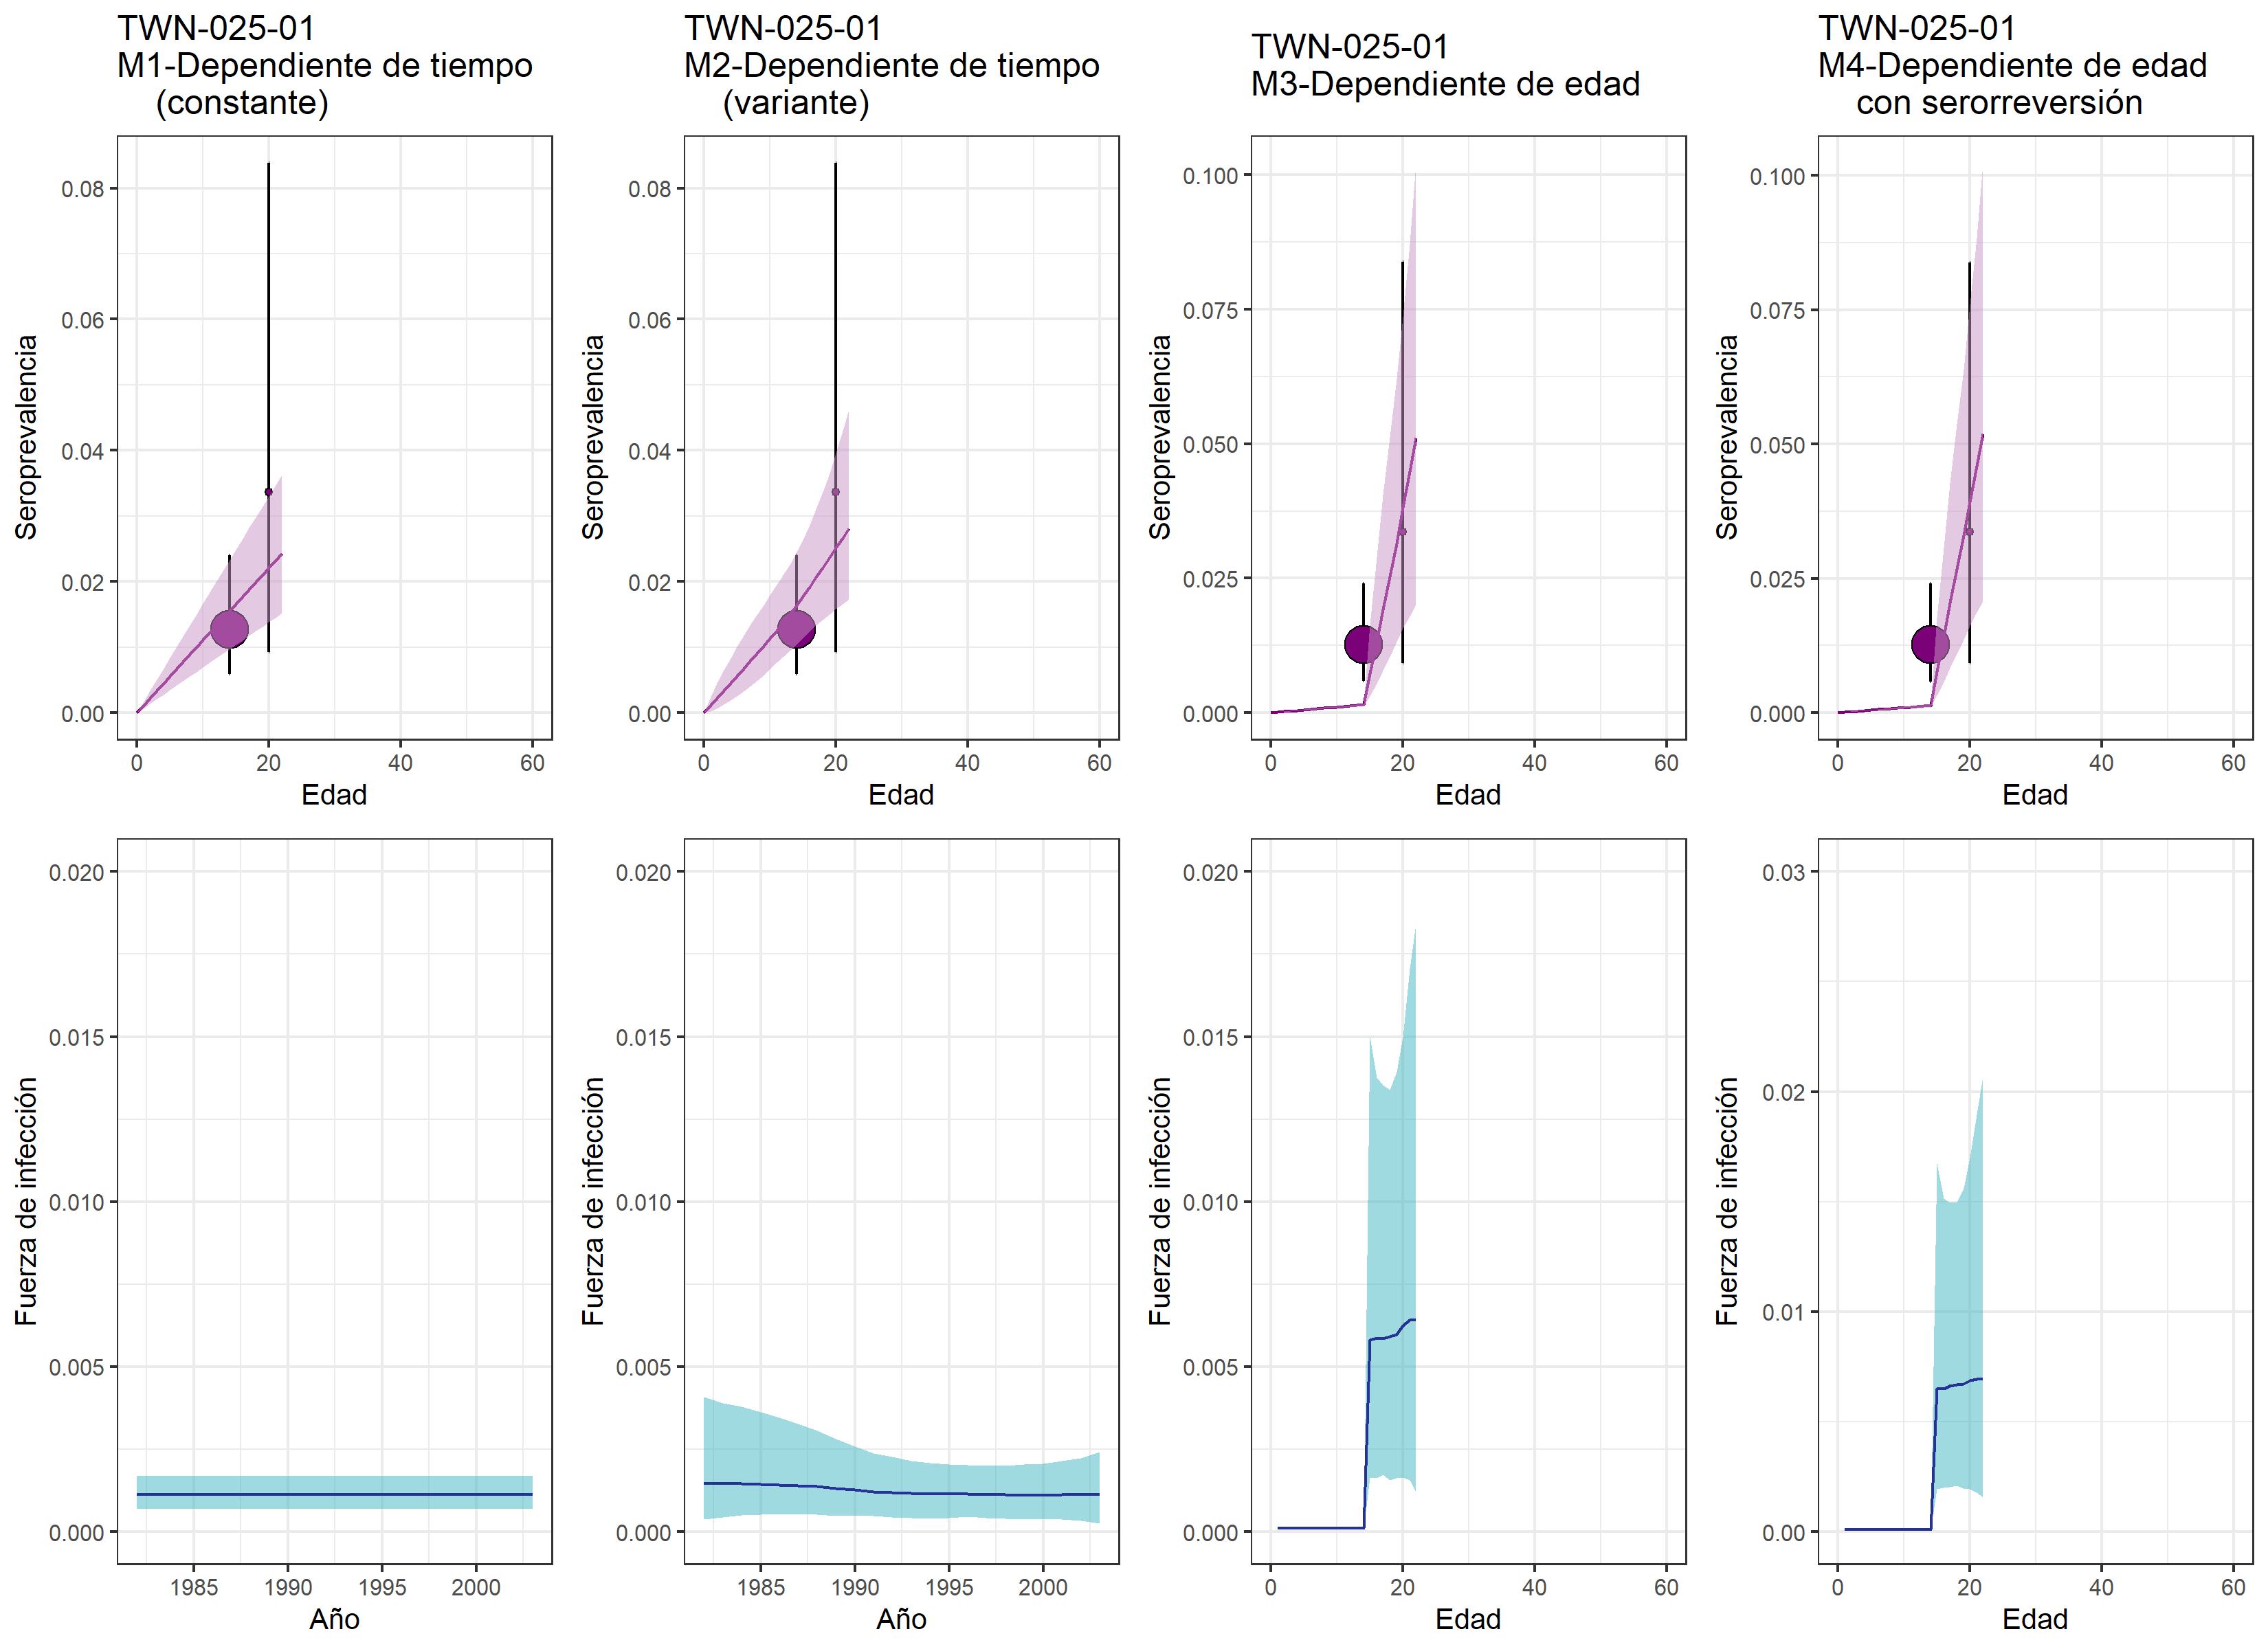 TWN-025-01
M1-Dependiente de tiempo
(constante)
TWN-025-01
M2-Dependiente de tiempo
(variante)
TWN-025-01
M3-Dependiente de edad
TWN-025-01
M4-Dependiente de edad
con serorreversión
Seroprevalencia
0.08
0.06
0.04
0.02
0.00
0 20 40 60
Edad
Seroprevalencia
0.08
0.06
0.04
0.02
0.00
0 20 40 60
Edad
Seroprevalencia
0.100
0.075
0.050
0.025
0.000
0 20 40 60
Edad
Seroprevalencia
0.100
0.075
0.050
0.025
0.000
0 20 40 60
Edad
Fuerza de infección
0.020
0.015
0.010
0.005
0.000
1985 1990 1995 2000
Año
Fuerza de infección
0.020
0.015
0.010
0.005
0.000
1985 1990 1995 2000
Año
Fuerza de infección
0.020
0.015
0.010
0.005
0.000
0 20 40 60
Edad
Fuerza de infección
0.03
0.02
0.01
0.00
0 20 40 60
Edad